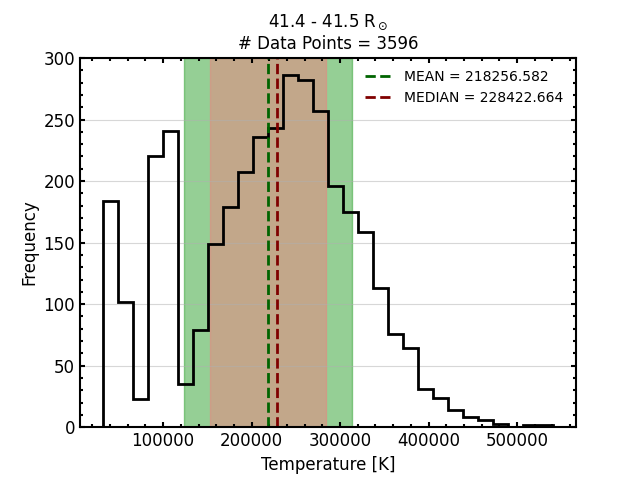 41.4 - 41.5 R⊙
# Data Points = 3596
MEAN = 218256.582
MEDIAN = 228422.664
300
250
200
150
100
50
0
Frequency
100000 200000 300000 400000 500000
Temperature [K]